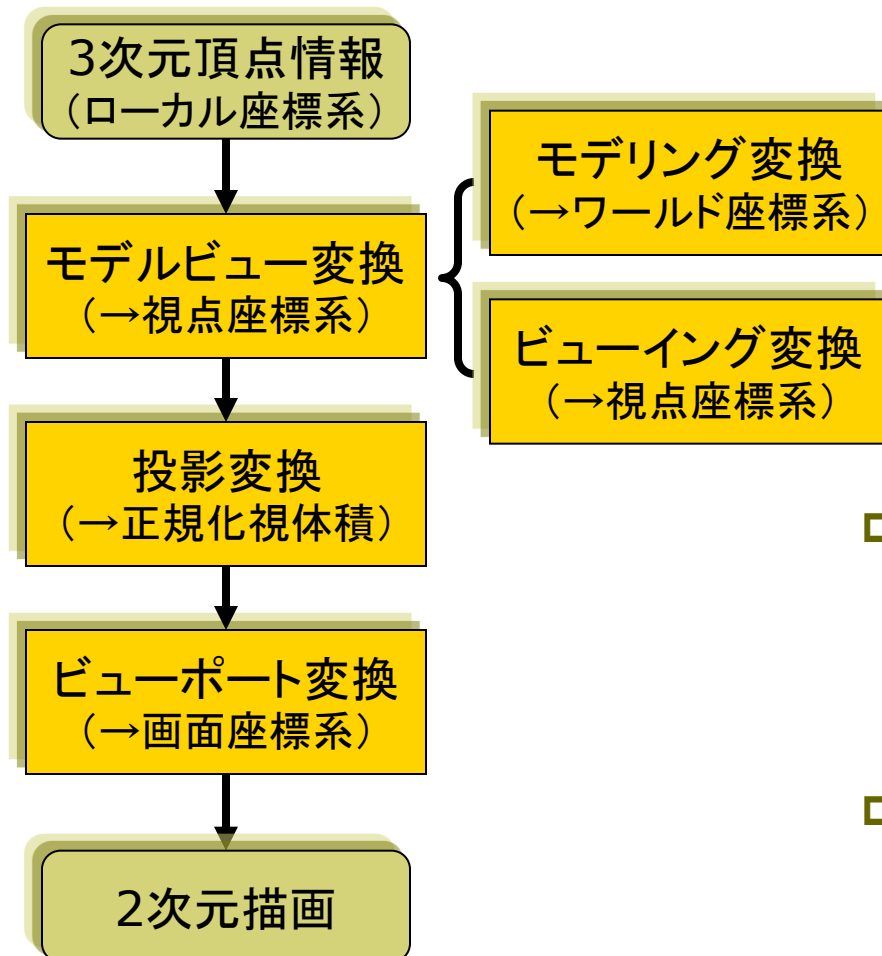 3次元頂点情報
（ローカル座標系）
モデルビュー変換
（→視点座標系）
モデリング変換
（→ワールド座標系）
ビューイング変換
（→視点座標系）
投影変換
（→正規化視体積）
ビューポート変換
（→画面座標系）
2次元描画